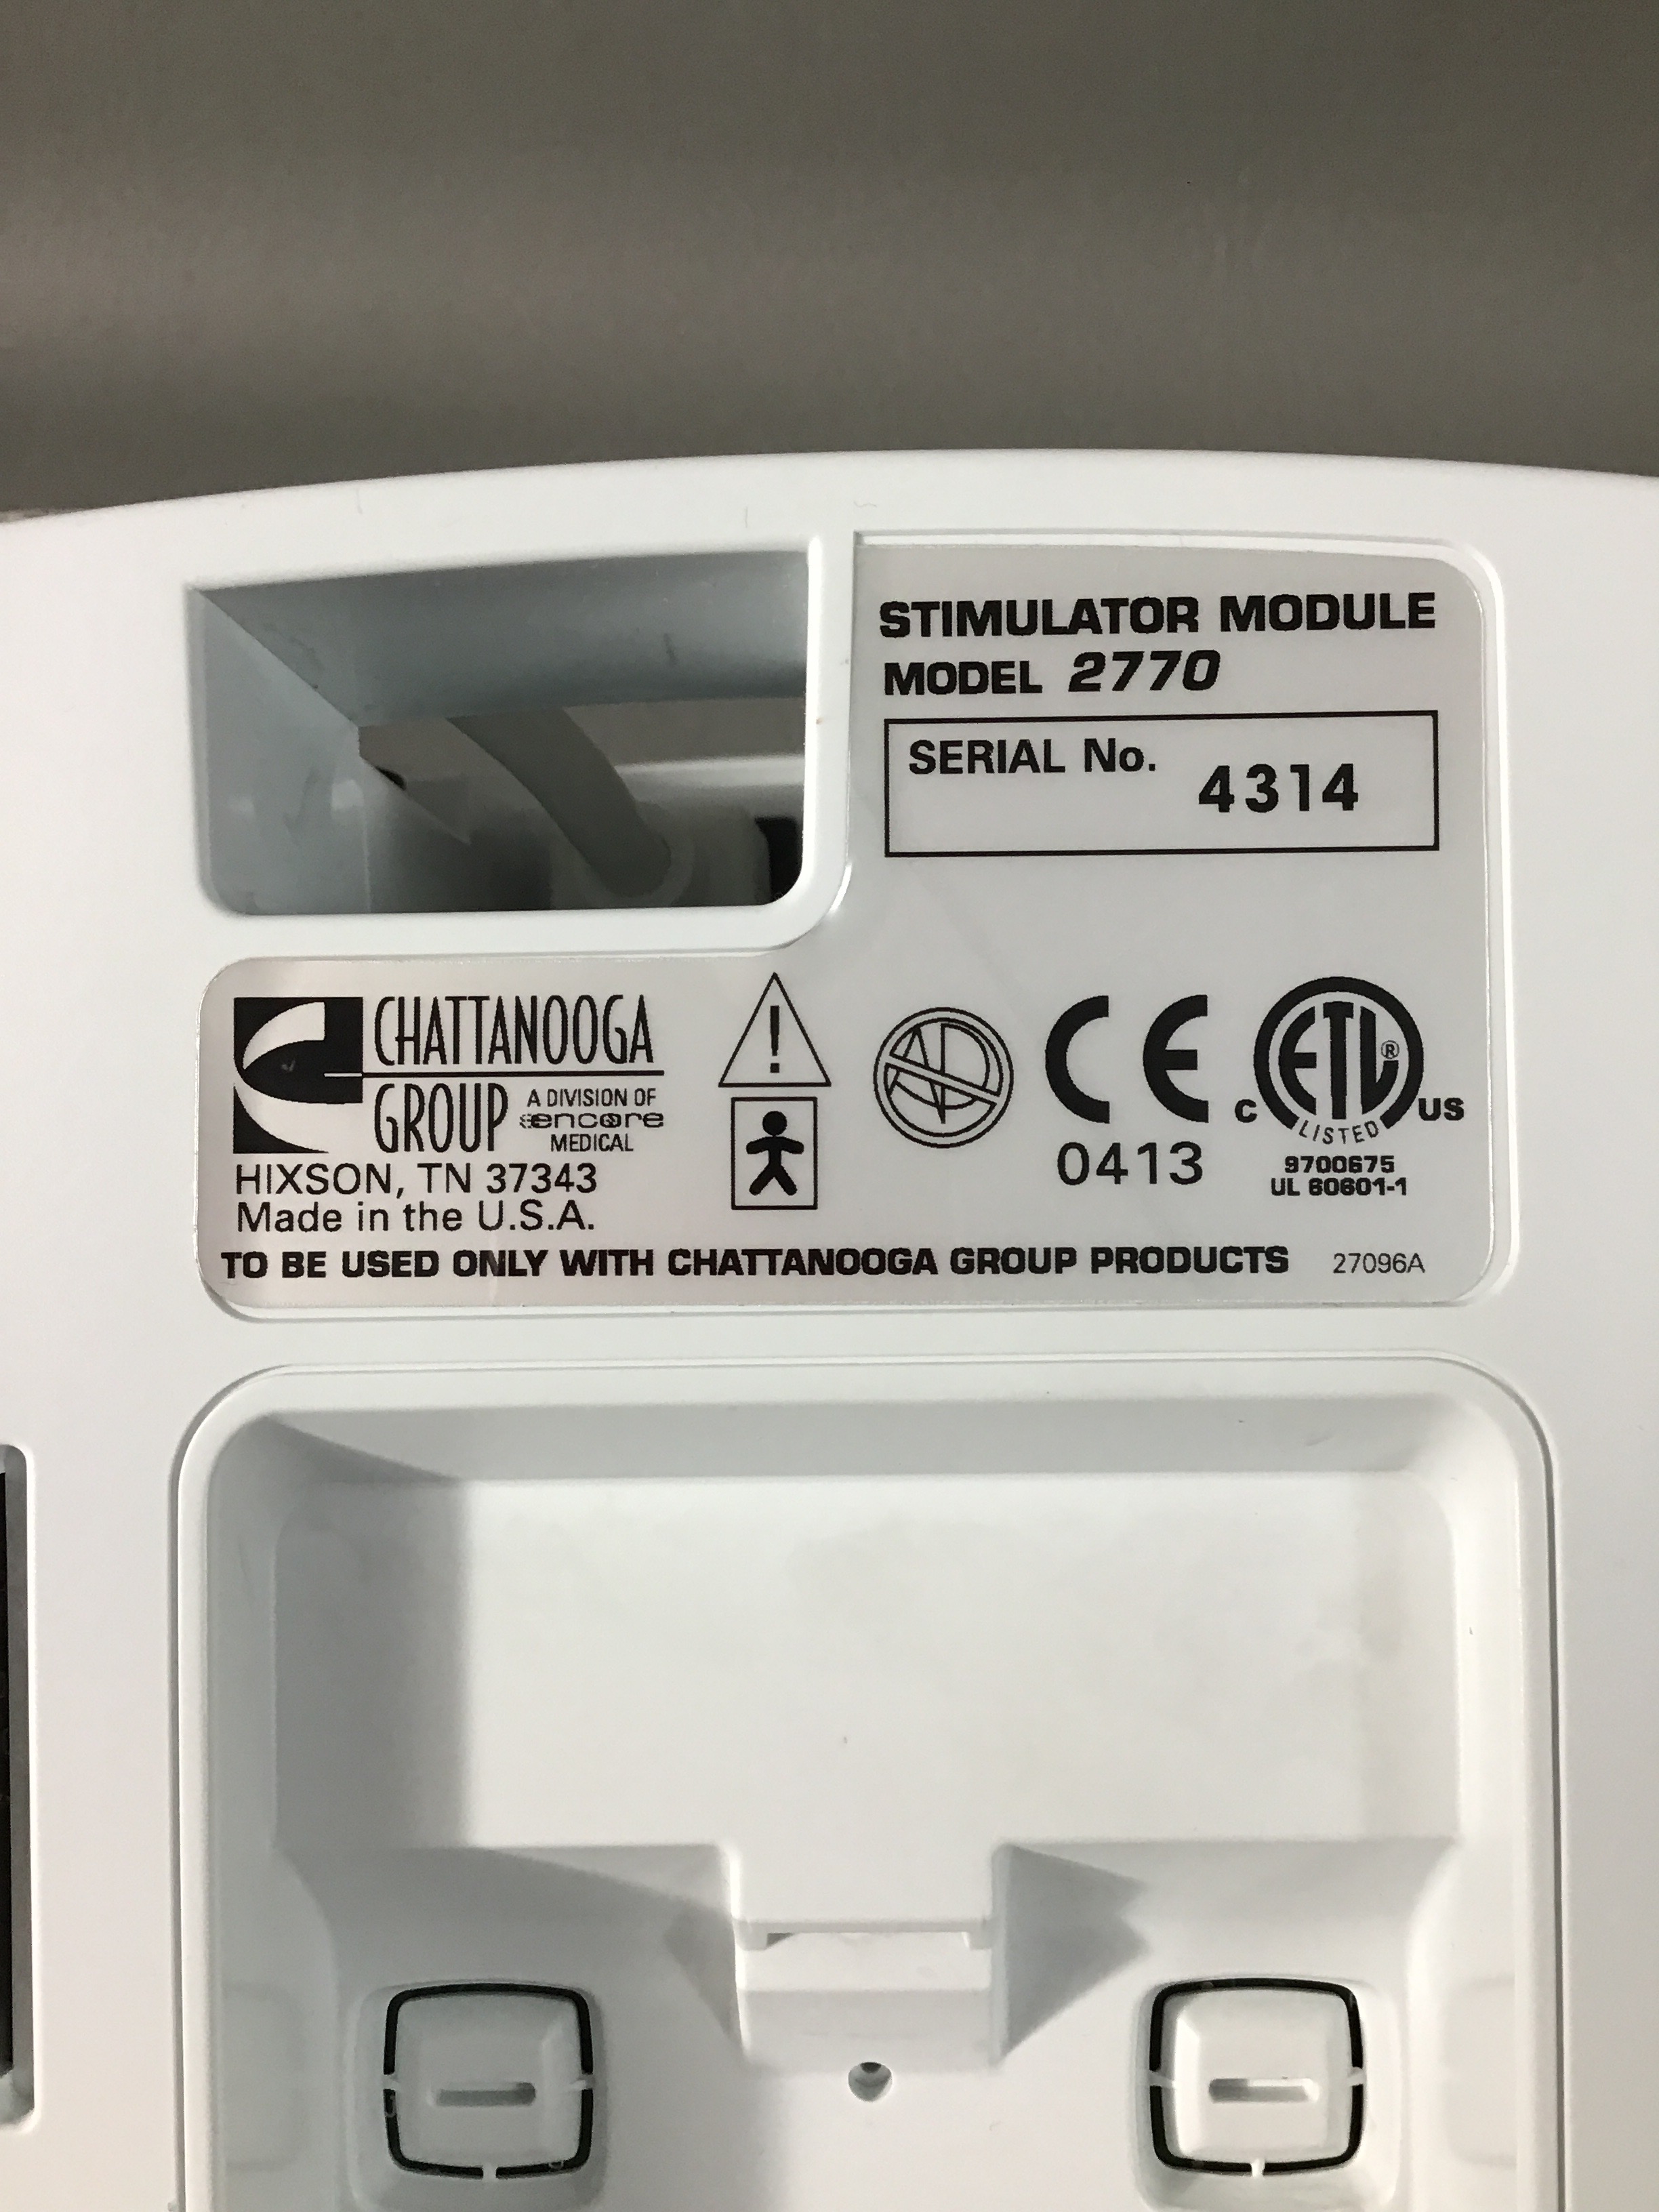 STIMULATOR MODULE
MODEL 2770
SERIAL No. 4314
CHATTANOOGA
GROUP
A DIVISION OF
encore
MEDICAL
HIXSON, TN 37343
Made in the U.S.A.
!
CE
0413
ETL®
C US
LISTED
9700675
UL 60601-1
TO BE USED ONLY WITH CHATTANOOGA GROUP PRODUCTS 27096A